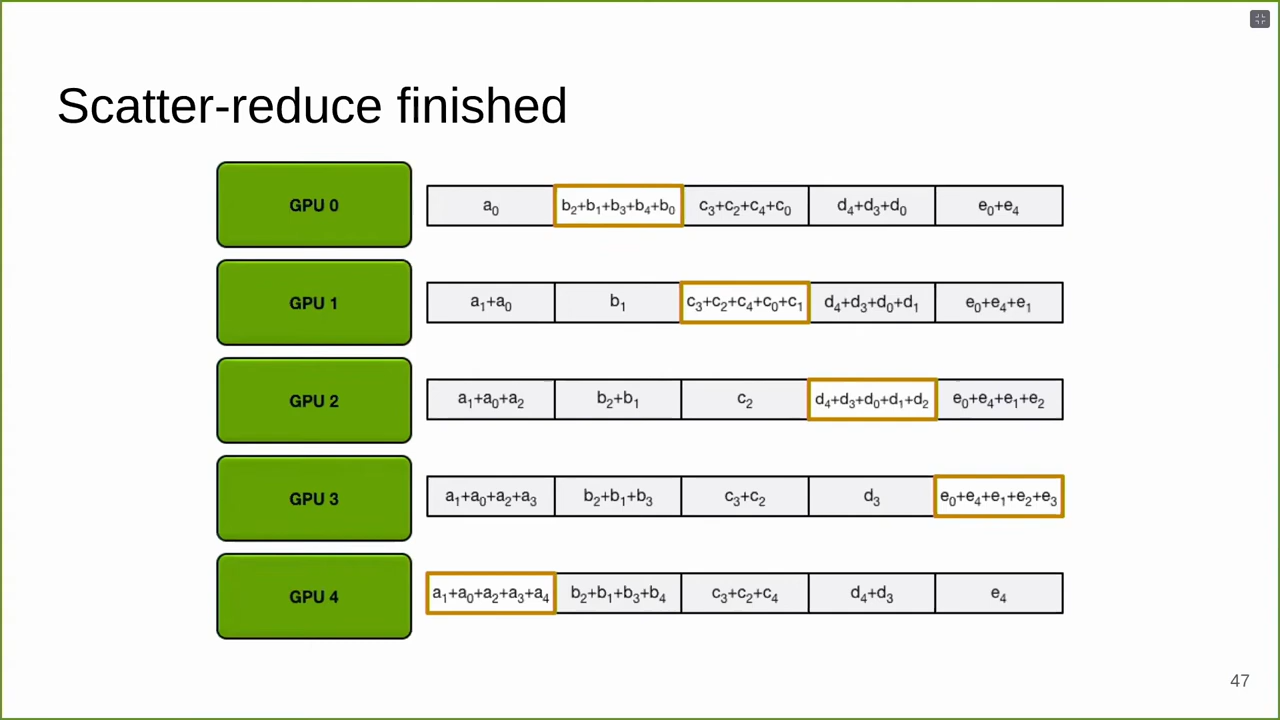 Scatter-reduce finished
GPU 0 a₀ b₂+b₁+b₃+b₄+b₀ c₃+c₂+c₄+c₀ d₄+d₃+d₀ e₀+e₄
GPU 1 a₁+a₀ b₁ c₃+c₂+c₄+c₀+c₁ d₄+d₃+d₀+d₁ e₀+e₄+e₁
GPU 2 a₁+a₀+a₂ b₂+b₁ c₂ d₄+d₃+d₀+d₁+d₂ e₀+e₄+e₁+e₂
GPU 3 a₁+a₀+a₂+a₃ b₂+b₁+b₃ c₃+c₂ d₃ e₀+e₄+e₁+e₂+e₃
GPU 4 a₁+a₀+a₂+a₃+a₄ b₂+b₁+b₃+b₄ c₃+c₂+c₄ d₄+d₃ e₄
47